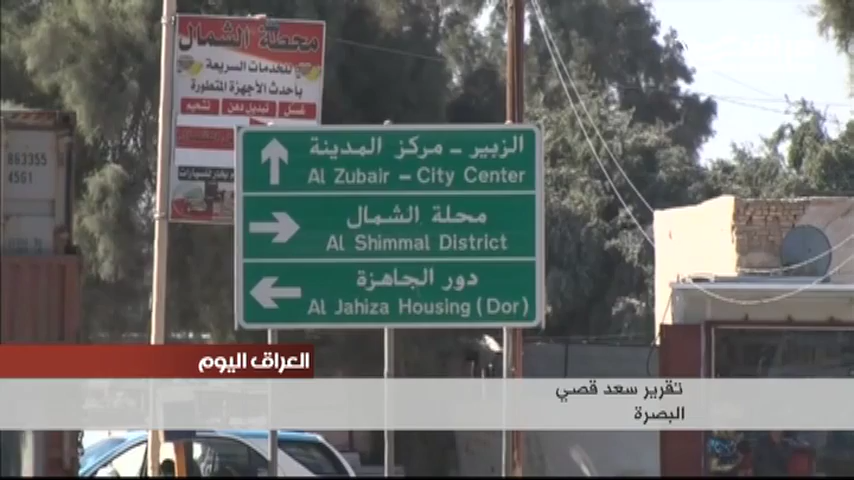 محطة الشمال
للخدمات السريعة
بأحدث الأجهزة المتطورة
غسل
تبديل دهن
تشحيم
الزبير - مركز المدينة
Al Zubair - City Center
محلة الشمال
Al Shimmal District
دور الجاهزة
Al Jahiza Housing (Dor)
863355
4561
العراق اليوم
تقرير سعد قصي
البصرة